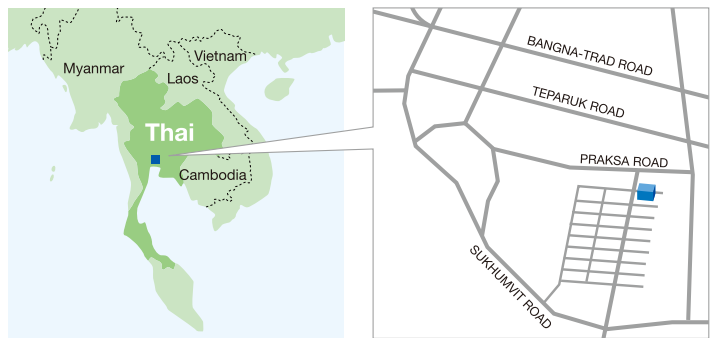 Myanmar
Vietnam
Laos
Thai
Cambodia
BANGNA-TRAD ROAD
TEPARUK ROAD
PRAKSA ROAD
SUKHUMVIT ROAD